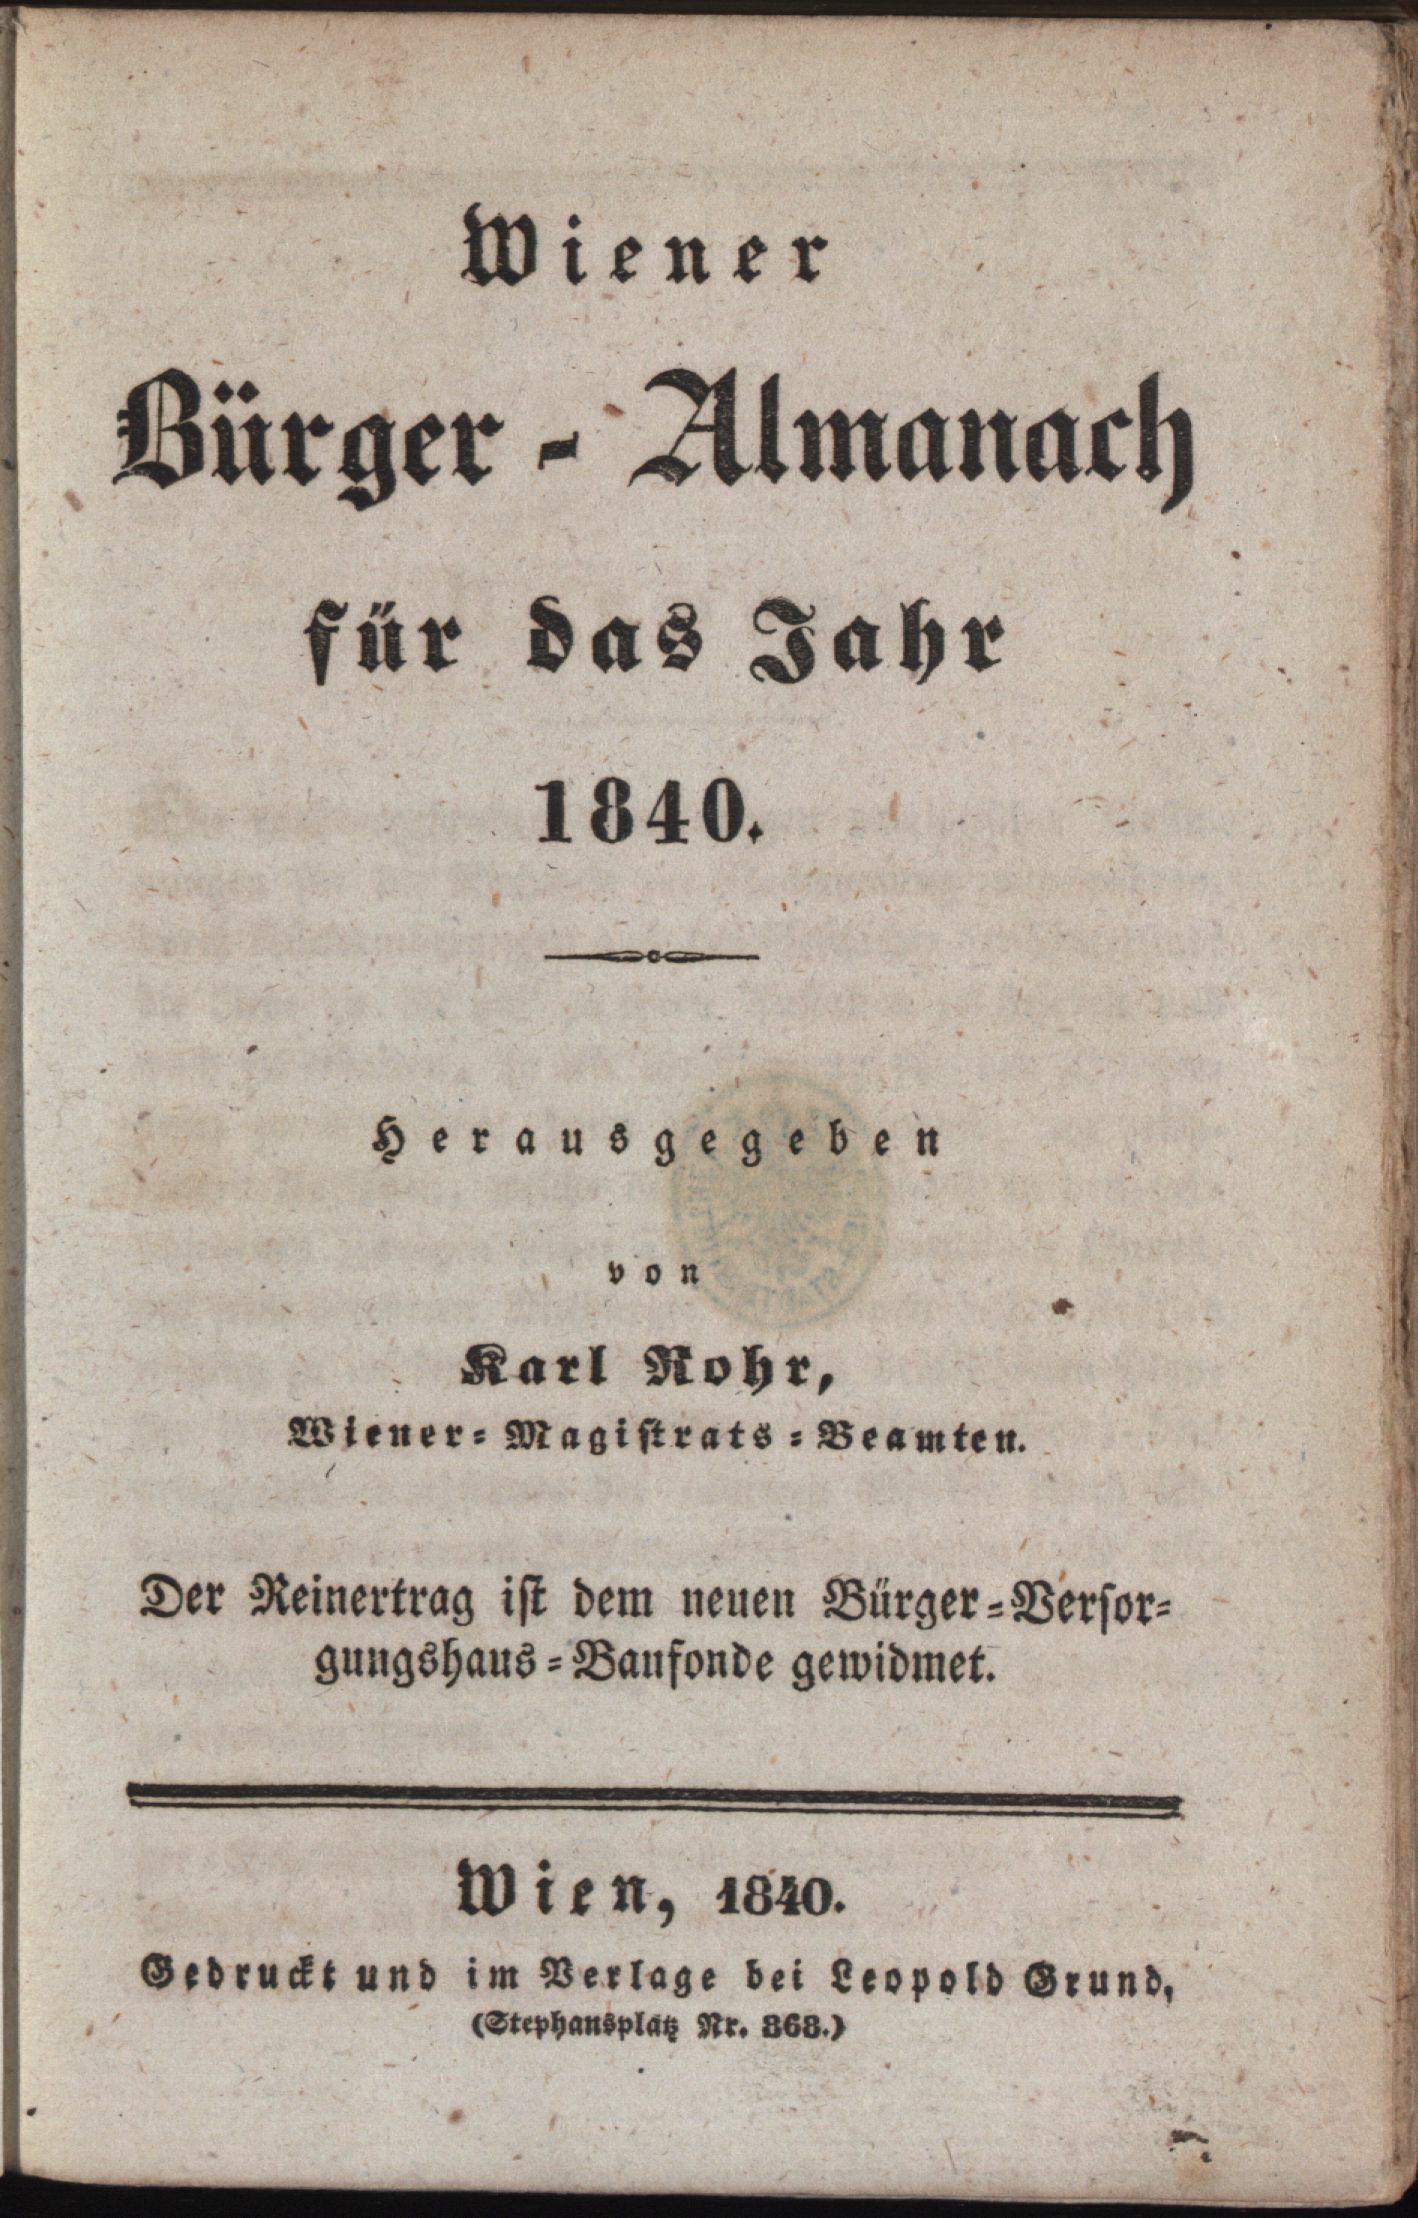 Wiener
Bürger - Almanach
für das Jahr
1840.
Herausgegeben
von
Karl Rohr,
Wiener-Magistrats-Beamten.
Der Reinertrag ist dem neuen Bürger-Versor-
gungshaus-Baufonde gewidmet.
Wien, 1840.
Gedruckt und im Verlage bei Leopold Grund,
(Stephansplatz Nr. 868.)